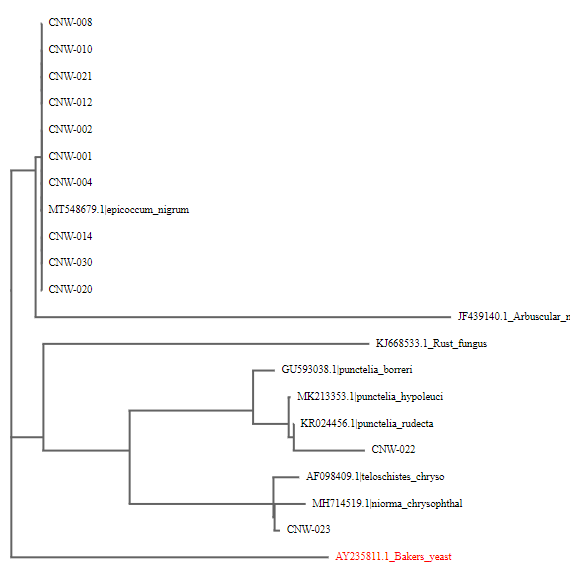 CNW-008
CNW-010
CNW-021
CNW-012
CNW-002
CNW-001
CNW-004
MT548679.1|epicoccum_nigrum
CNW-014
CNW-030
CNW-020
JF439140.1_Arbuscular_
KJ668533.1_Rust_fungus
GU593038.1|punctelia_borreri
MK213353.1|punctelia_hypoleuci
KR024456.1|punctelia_rudecta
CNW-022
AF098409.1|teloschistes_chryso
MH714519.1|niorma_chrysophthal
CNW-023
AY235811.1_Bakers_yeast